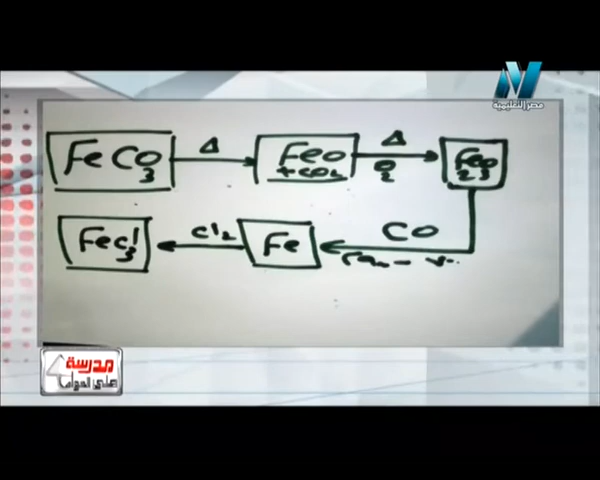 مصر التعليمية
FeCO3 Δ FeO + CO2 Δ O2 Fe2O3
FeCl3 Cl2 Fe CO
مدرسة
على الهواء